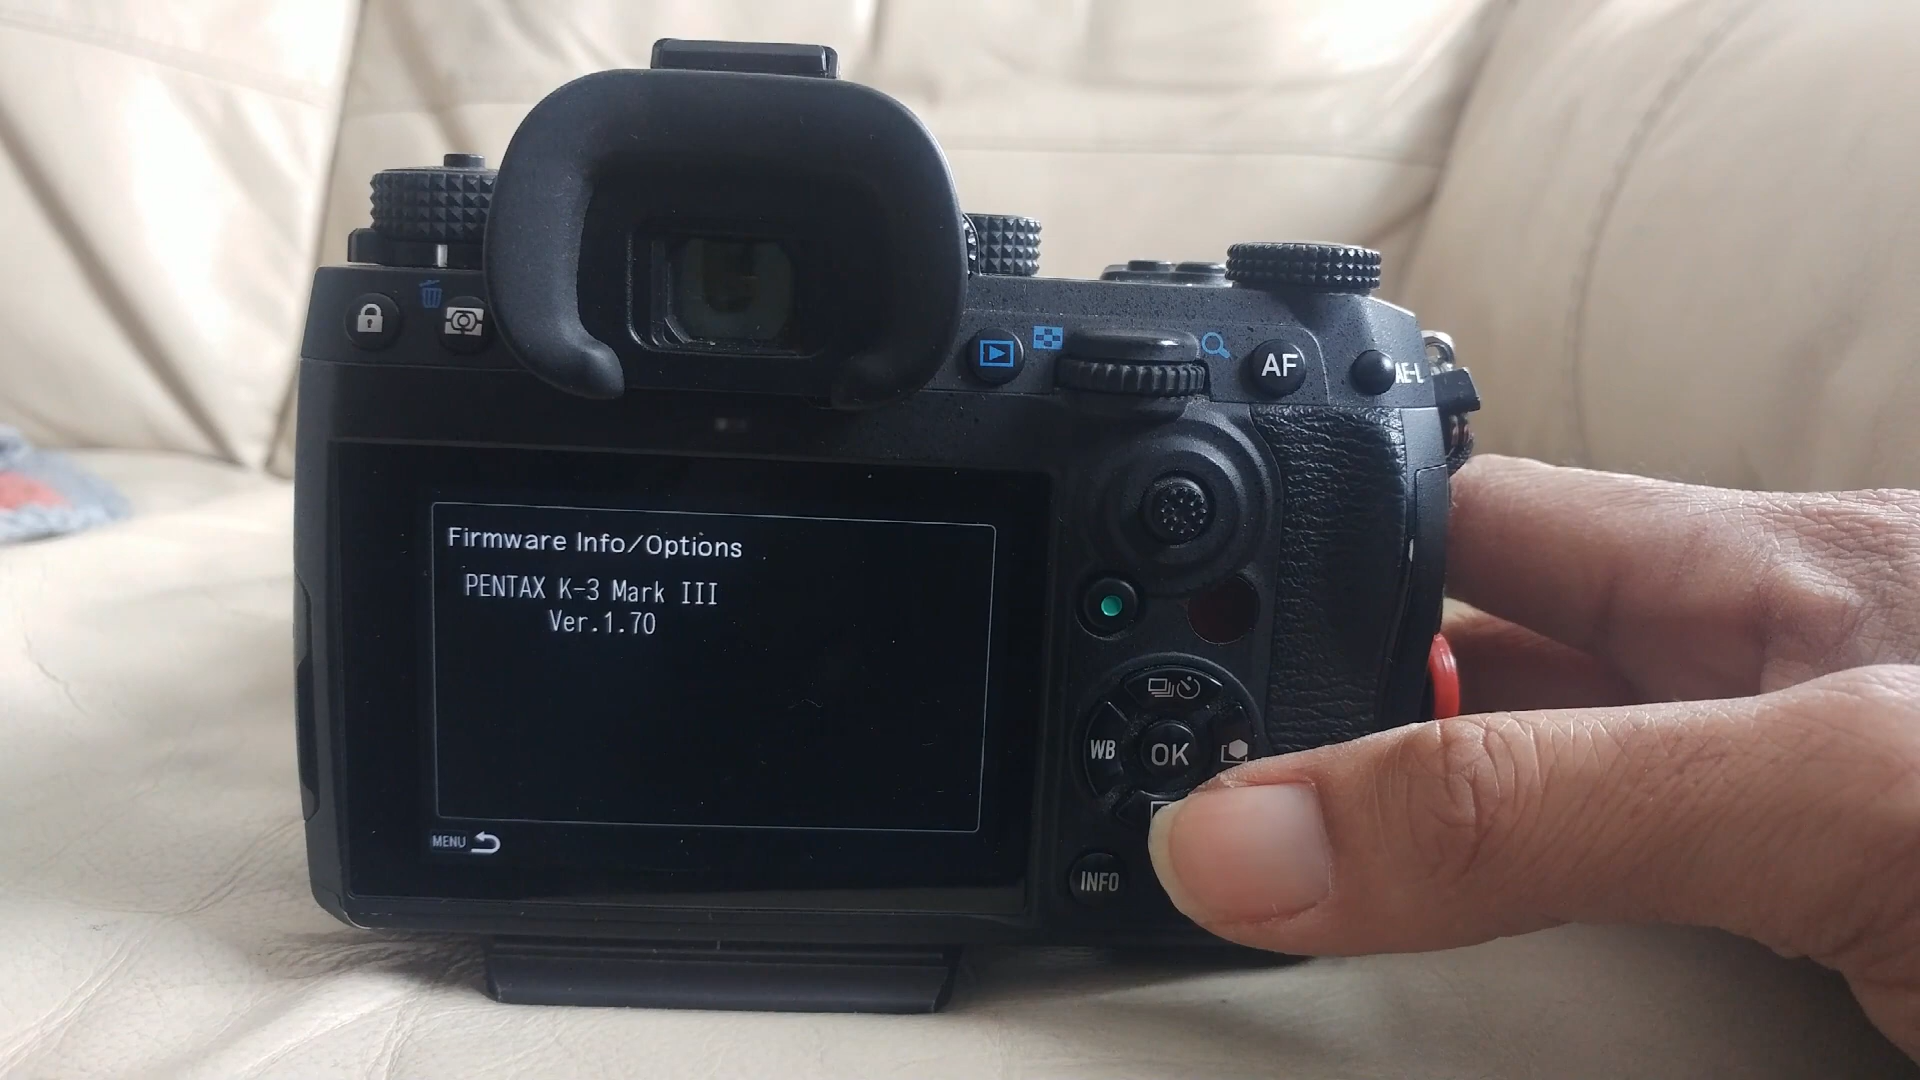 AF
AE-L
Firmware Info/Options
PENTAX K-3 Mark III
Ver.1.70
WB
OK
MENU
INFO